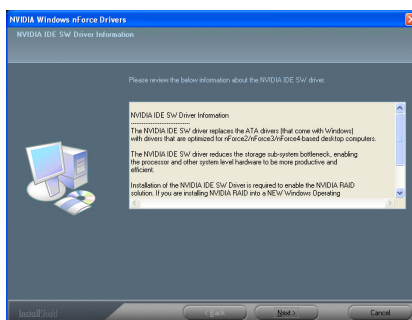 NVIDIA Windows nForce Drivers
NVIDIA IDE SW Driver Information
Please review the below information about the NVIDIA IDE SW driver.
NVIDIA IDE SW Driver Information
-----------------------------
The NVIDIA IDE SW driver replaces the ATA drivers (that come with Windows)
with drivers that are optimized for nForce2/nForce3/nForce4-based desktop computers.
The NVIDIA IDE SW driver reduces the storage sub-system bottleneck, enabling
the processor and other system level hardware to be more productive and
efficient.
Installation of the NVIDIA IDE SW Driver is required to enable the NVIDIA RAID
solution. If you are installing NVIDIA RAID into a NEW Windows Operating
InstallShield
< Back
Next >
Cancel